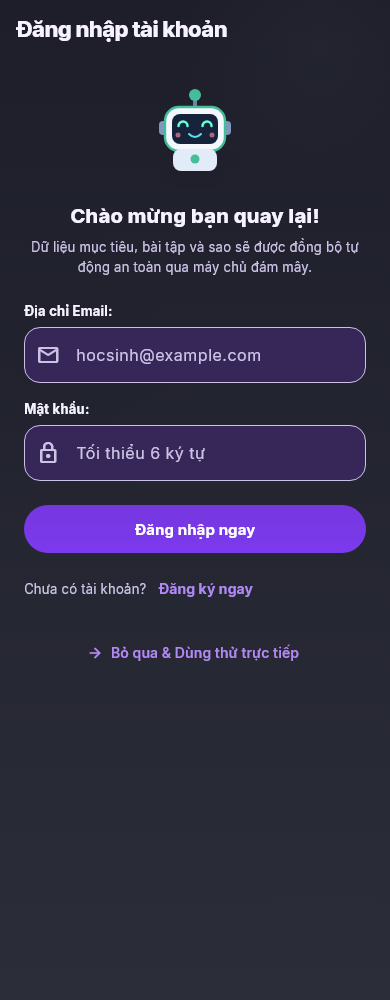 Đăng nhập tài khoản
Chào mừng bạn quay lại!
Dữ liệu mục tiêu, bài tập và sao sẽ được đồng bộ tự
động an toàn qua máy chủ đám mây.
Địa chỉ Email:
hocsinh@example.com
Mật khẩu:
Tối thiểu 6 ký tự
Đăng nhập ngay
Chưa có tài khoản? Đăng ký ngay
→ Bỏ qua & Dùng thử trực tiếp